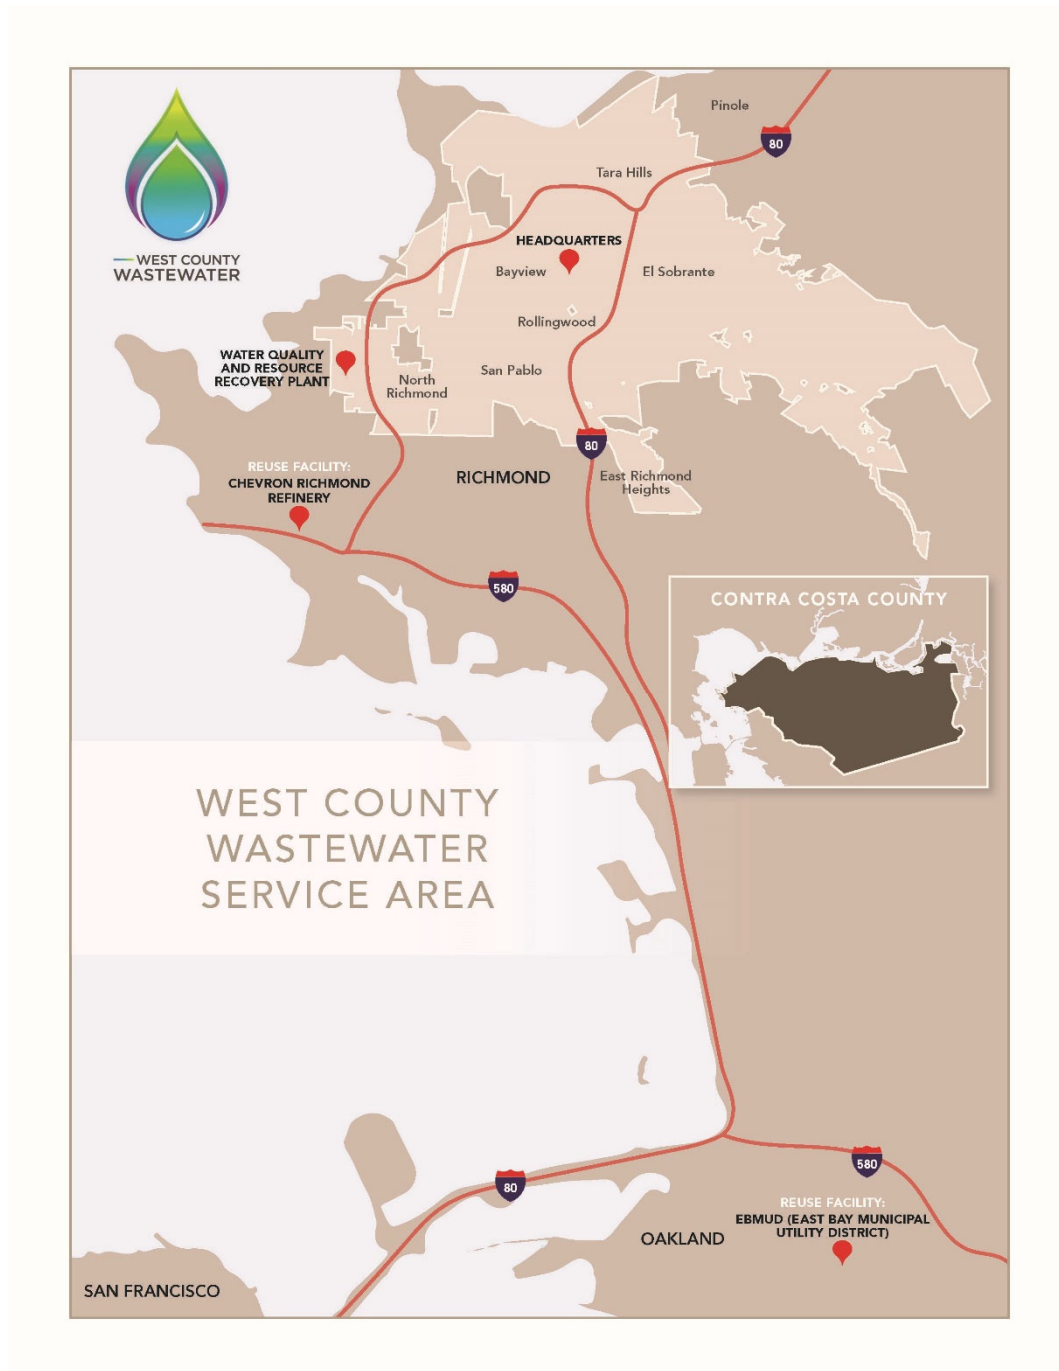 Pinole
80
Tara Hills
WEST COUNTY
WASTEWATER
HEADQUARTERS
Bayview
El Sobrante
Rollingwood
WATER QUALITY
AND RESOURCE
RECOVERY PLANT
San Pablo
North
Richmond
80
REUSE FACILITY:
CHEVRON RICHMOND
REFINERY
RICHMOND
East Richmond
Heights
580
CONTRA COSTA COUNTY
WEST COUNTY
WASTEWATER
SERVICE AREA
580
80
REUSE FACILITY:
EBMUD (EAST BAY MUNICIPAL
UTILITY DISTRICT)
OAKLAND
SAN FRANCISCO